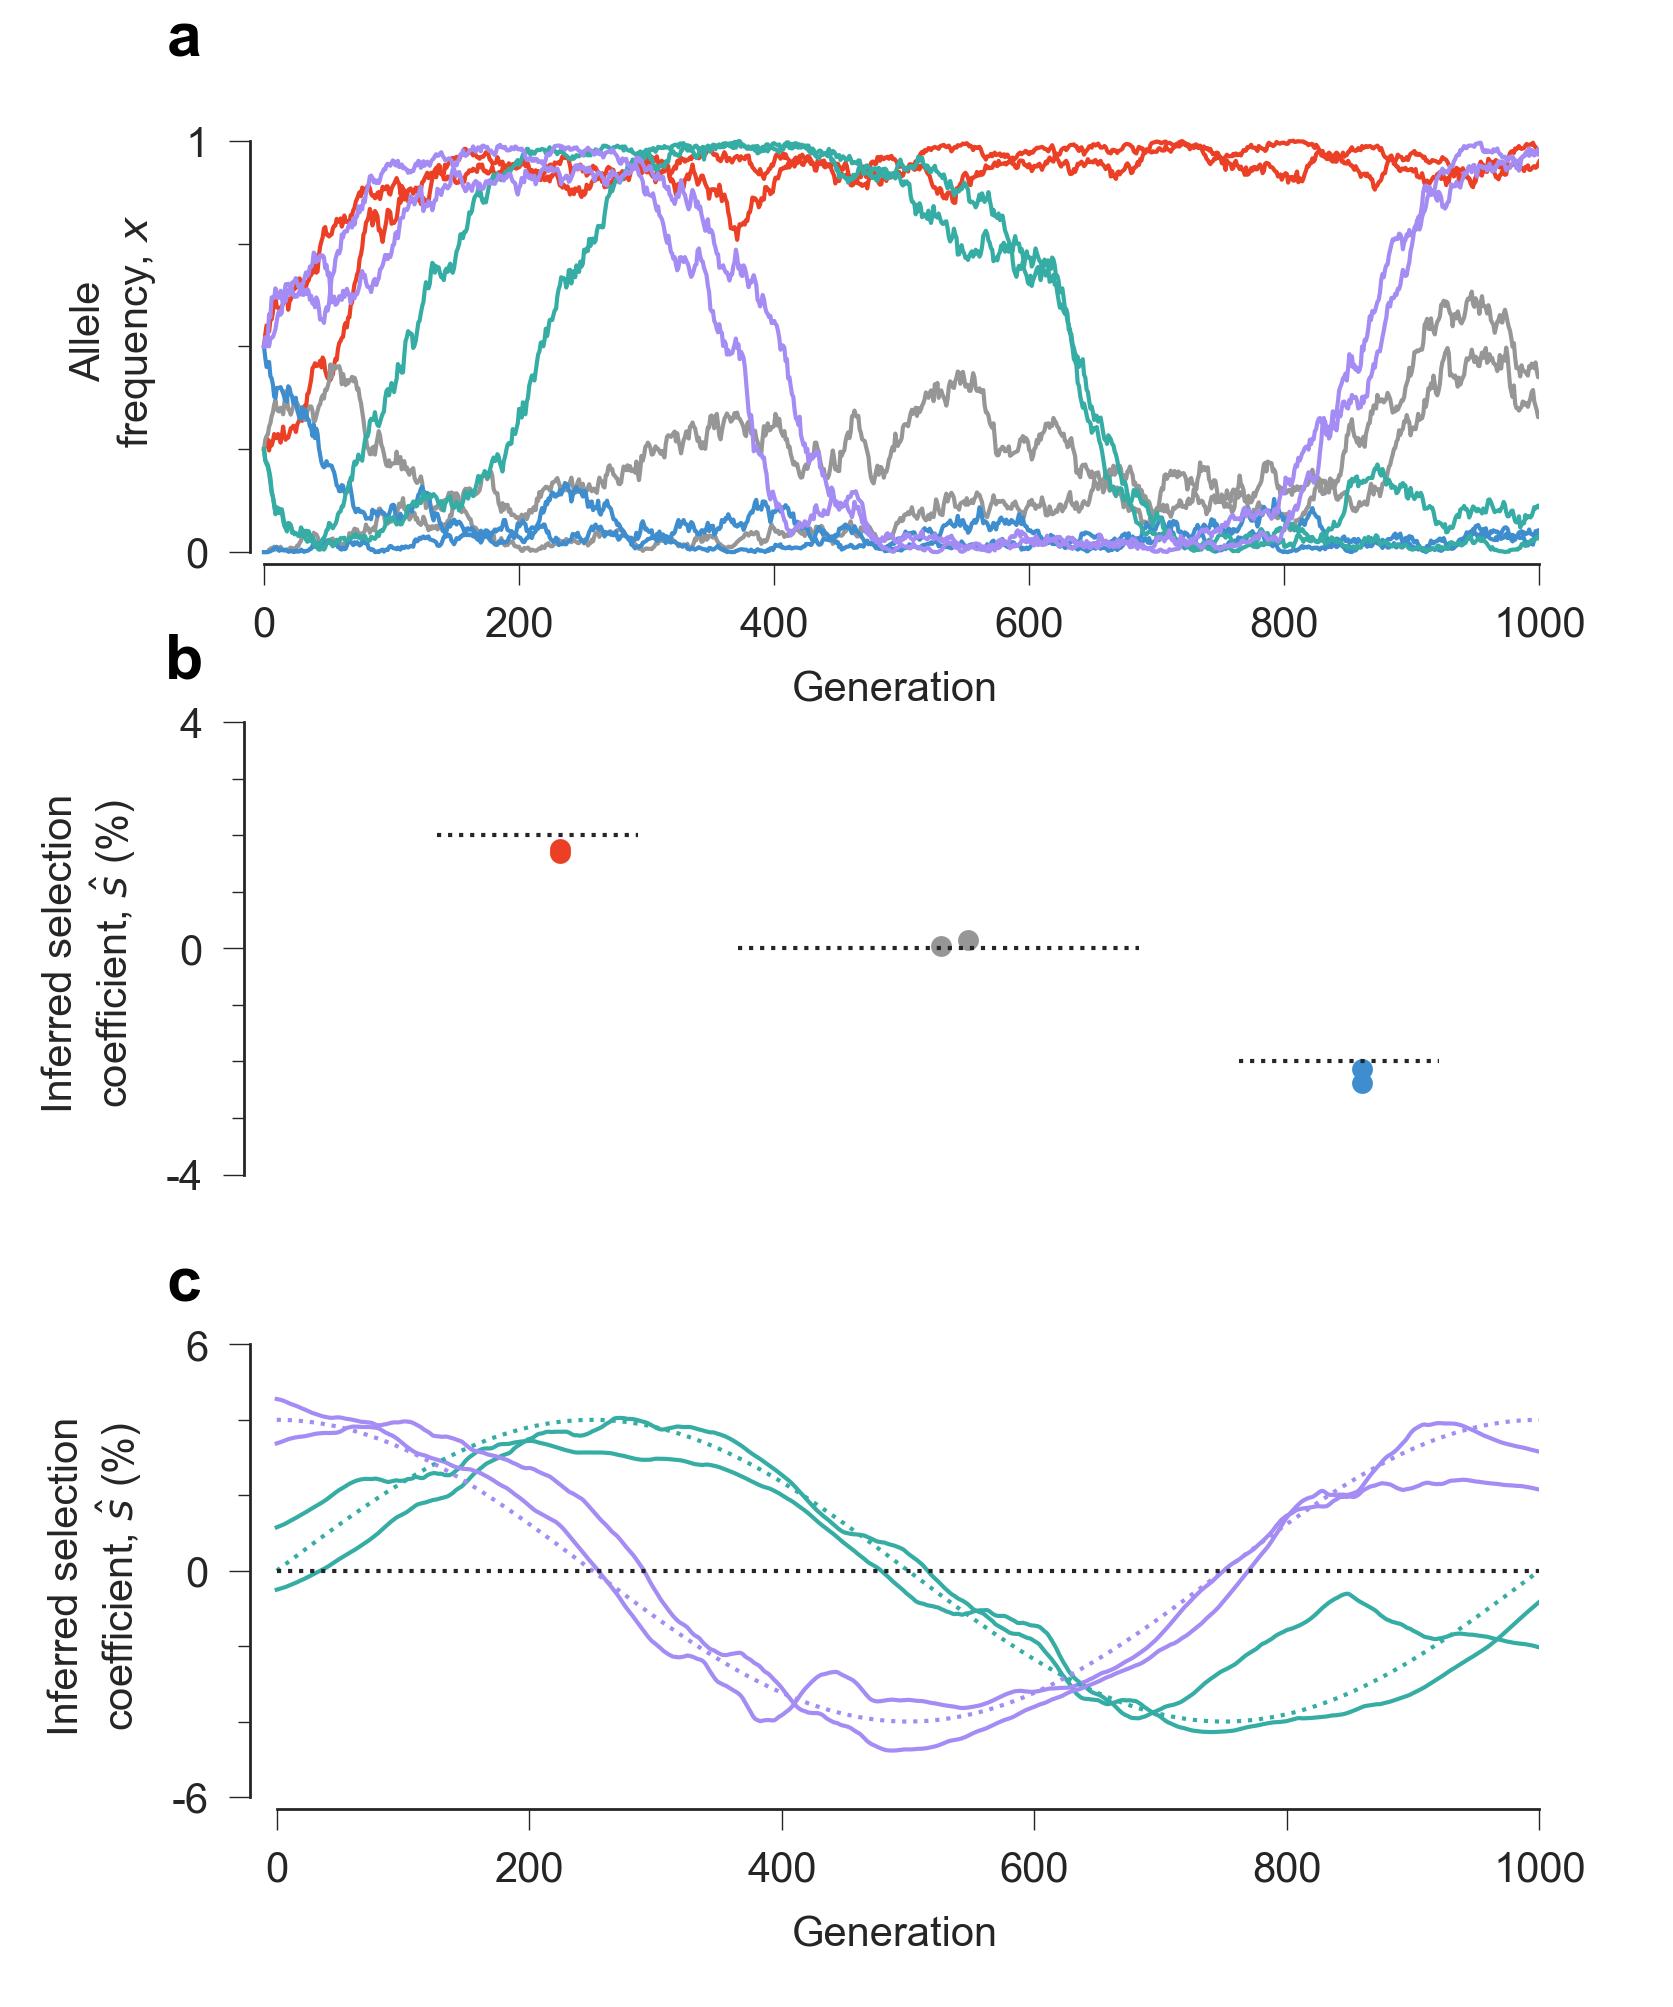 a
Allele
frequency, x
1
0
0 200 400 600 800 1000
Generation
b
Inferred selection
coefficient, ŝ (%)
4
0
-4
c
Inferred selection
coefficient, ŝ (%)
6
0
-6
0 200 400 600 800 1000
Generation